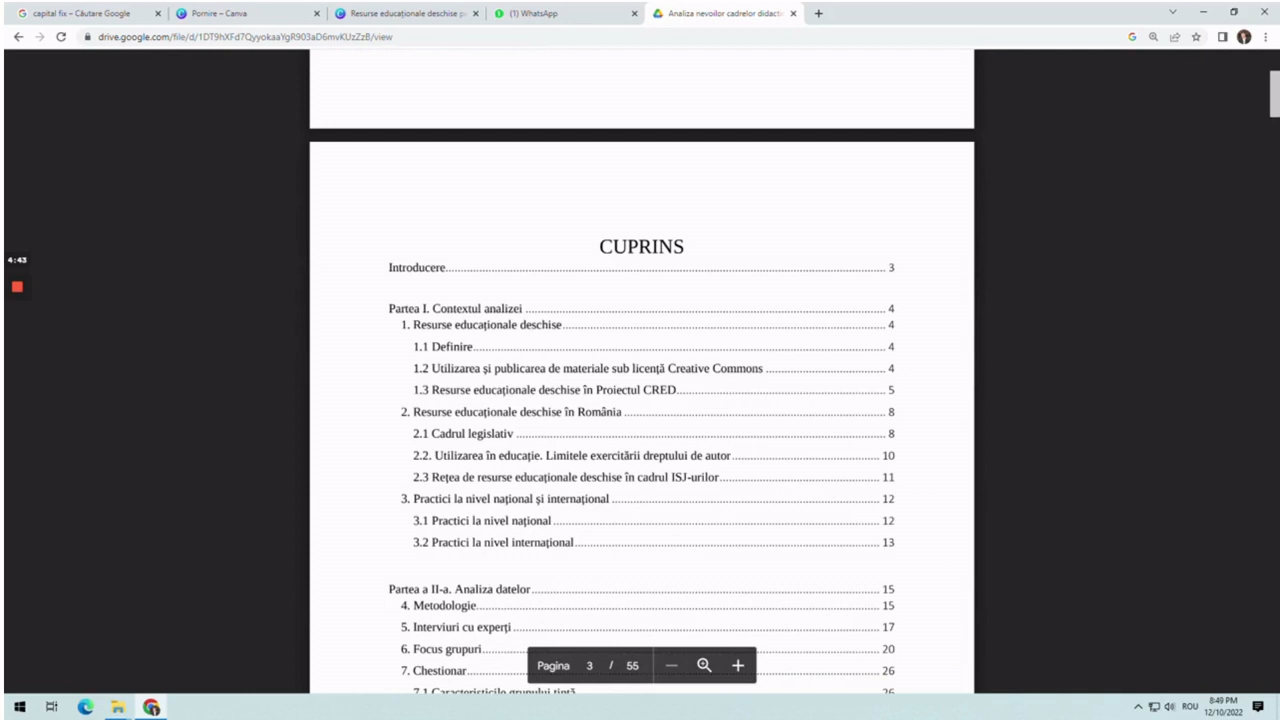 capital fix – Căutare Google
Pornire – Canva
Resurse educaționale deschise p
(1) WhatsApp
Analiza nevoilor cadrelor didacti
drive.google.com/file/d/1DT9hXFd7QyyokaaYgR903aD6mvKUzZzB/view
CUPRINS
Introducere 3
Partea I. Contextul analizei 4
1. Resurse educaționale deschise 4
1.1 Definire 4
1.2 Utilizarea și publicarea de materiale sub licență Creative Commons 4
1.3 Resurse educaționale deschise în Proiectul CRED 5
2. Resurse educaționale deschise în România 8
2.1 Cadrul legislativ 8
2.2. Utilizarea în educație. Limitele exercitării dreptului de autor 10
2.3 Rețea de resurse educaționale deschise în cadrul ISJ-urilor 11
3. Practici la nivel național și internațional 12
3.1 Practici la nivel național 12
3.2 Practici la nivel internațional 13
Partea a II-a. Analiza datelor 15
4. Metodologie 15
5. Interviuri cu experți 17
6. Focus grupuri 20
7. Chestionar 26
7.1 Caracteristicile grupului țintă 26
4:43
Pagina 3 / 55
ROU
8:49 PM
12/10/2022